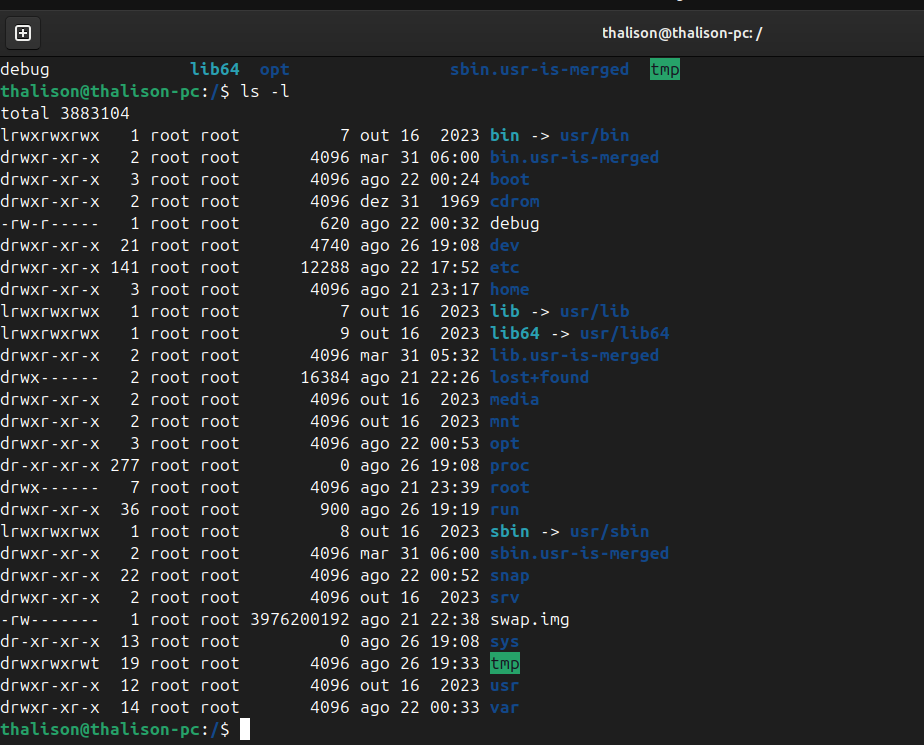 thalison@thalison-pc: /
debug lib64 opt sbin.usr-is-merged tmp
thalison@thalison-pc:/$ ls -l
total 3883104
lrwxrwxrwx 1 root root 7 out 16 2023 bin -> usr/bin
drwxr-xr-x 2 root root 4096 mar 31 06:00 bin.usr-is-merged
drwxr-xr-x 3 root root 4096 ago 22 00:24 boot
drwxr-xr-x 2 root root 4096 dez 31 1969 cdrom
-rw-r----- 1 root root 620 ago 22 00:32 debug
drwxr-xr-x 21 root root 4740 ago 26 19:08 dev
drwxr-xr-x 141 root root 12288 ago 22 17:52 etc
drwxr-xr-x 3 root root 4096 ago 21 23:17 home
lrwxrwxrwx 1 root root 7 out 16 2023 lib -> usr/lib
lrwxrwxrwx 1 root root 9 out 16 2023 lib64 -> usr/lib64
drwxr-xr-x 2 root root 4096 mar 31 05:32 lib.usr-is-merged
drwx------ 2 root root 16384 ago 21 22:26 lost+found
drwxr-xr-x 2 root root 4096 out 16 2023 media
drwxr-xr-x 2 root root 4096 out 16 2023 mnt
drwxr-xr-x 3 root root 4096 ago 22 00:53 opt
dr-xr-xr-x 277 root root 0 ago 26 19:08 proc
drwx------ 7 root root 4096 ago 21 23:39 root
drwxr-xr-x 36 root root 900 ago 26 19:19 run
lrwxrwxrwx 1 root root 8 out 16 2023 sbin -> usr/sbin
drwxr-xr-x 2 root root 4096 mar 31 06:00 sbin.usr-is-merged
drwxr-xr-x 22 root root 4096 ago 22 00:52 snap
drwxr-xr-x 2 root root 4096 out 16 2023 srv
-rw------- 1 root root 3976200192 ago 21 22:38 swap.img
dr-xr-xr-x 13 root root 0 ago 26 19:08 sys
drwxrwxrwt 19 root root 4096 ago 26 19:33 tmp
drwxr-xr-x 12 root root 4096 out 16 2023 usr
drwxr-xr-x 14 root root 4096 ago 22 00:33 var
thalison@thalison-pc:/$